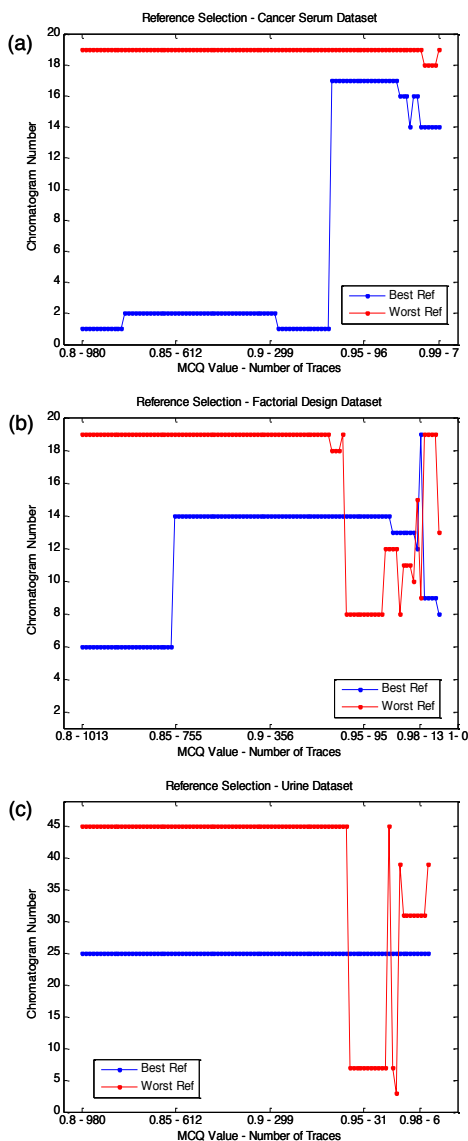 (a)
Reference Selection - Cancer Serum Dataset
Chromatogram Number
20
18
16
14
12
10
8
6
4
2
0
Best Ref
Worst Ref
0.8 - 980 0.85 - 612 0.9 - 299 0.95 - 96 0.99 - 7
MCQ Value - Number of Traces
(b)
Reference Selection - Factorial Design Dataset
Chromatogram Number
20
18
16
14
12
10
8
6
4
2
Best Ref
Worst Ref
0.8 - 1013 0.85 - 755 0.9 - 356 0.95 - 95 0.98 - 13 1 - 0
MCQ Value - Number of Traces
(c)
Reference Selection - Urine Dataset
Chromatogram Number
45
40
35
30
25
20
15
10
5
0
Best Ref
Worst Ref
0.8 - 980 0.85 - 612 0.9 - 299 0.95 - 31 0.98 - 6
MCQ Value - Number of Traces